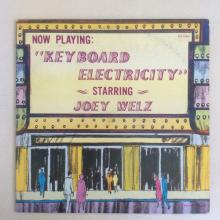 NOW PLAYING:
"KEYBOARD
ELECTRICITY"
STARRING
JOEY WELZ